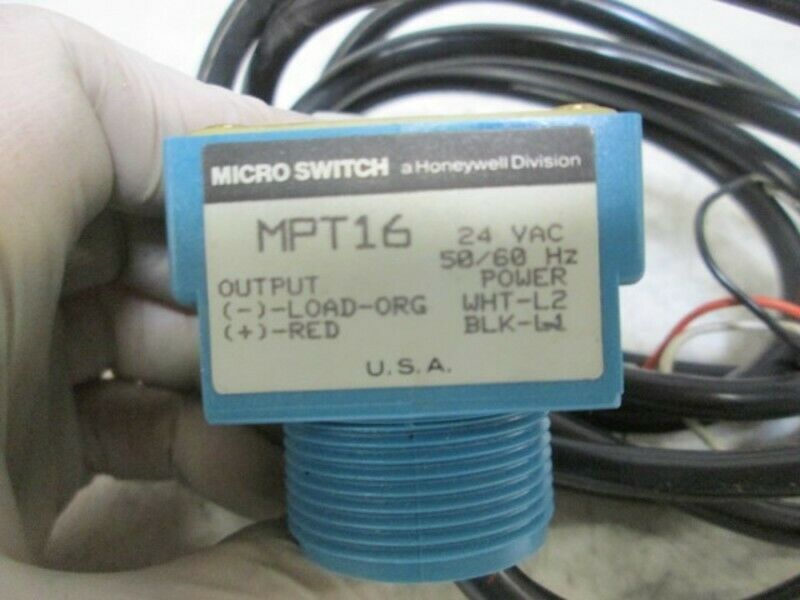 MICRO SWITCH a Honeywell Division
MPT16 24 VAC
50/60 Hz
OUTPUT POWER
(-)-LOAD-ORG WHT-L2
(+)-RED BLK-L1
U.S.A.